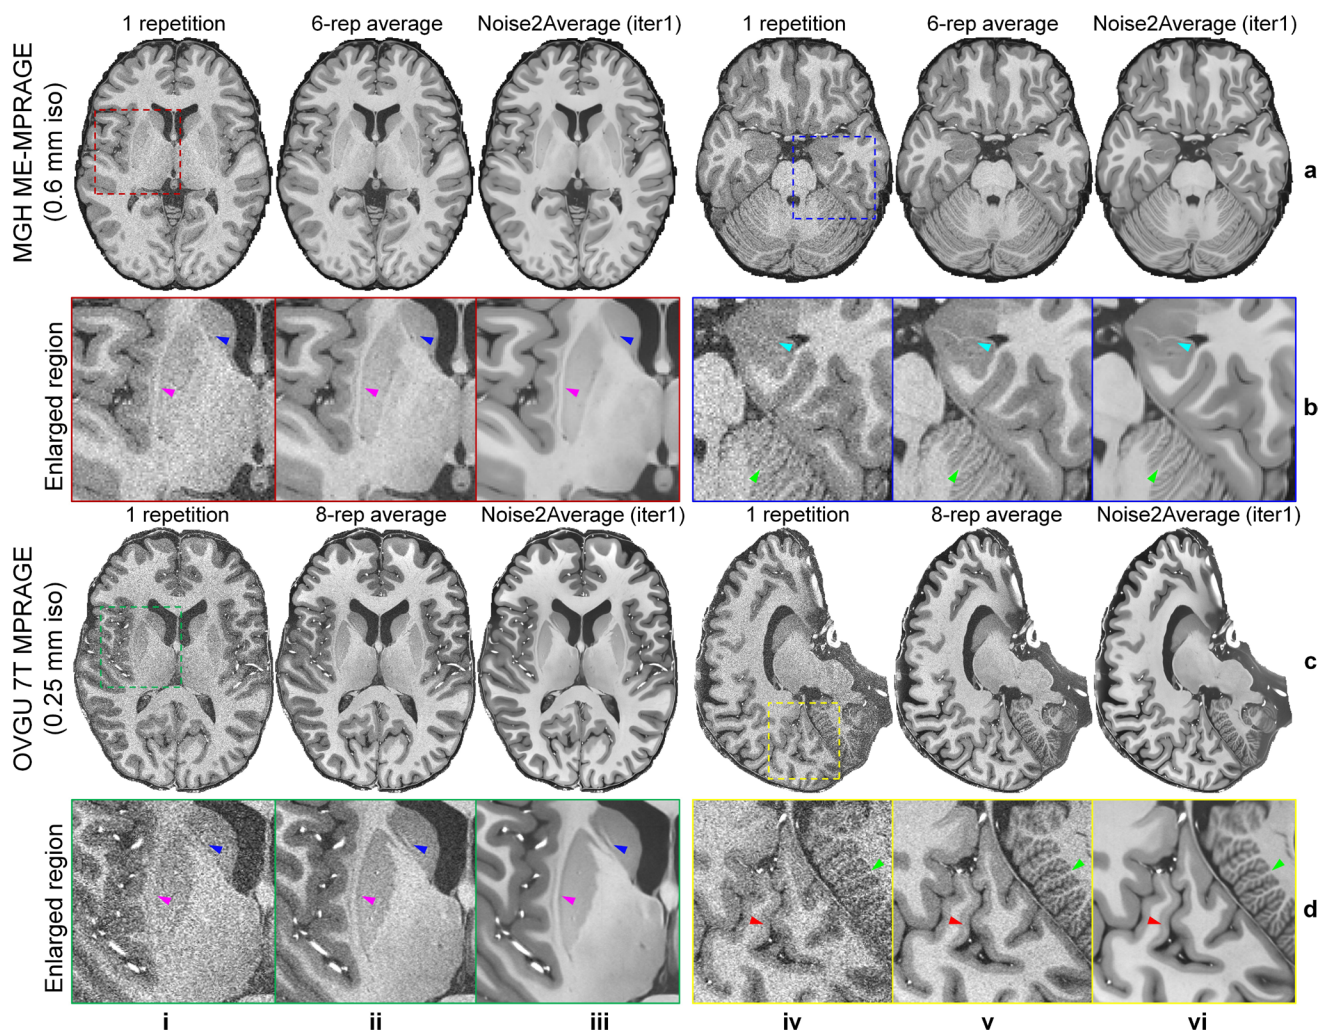 1 repetition 6-rep average Noise2Average (iter1) 1 repetition 6-rep average Noise2Average (iter1)
MGH ME-MPRAGE
(0.6 mm iso)
a
Enlarged region
b
1 repetition 8-rep average Noise2Average (iter1) 1 repetition 8-rep average Noise2Average (iter1)
OVGU 7T MPRAGE
(0.25 mm iso)
c
Enlarged region
d
i ii iii iv v vi